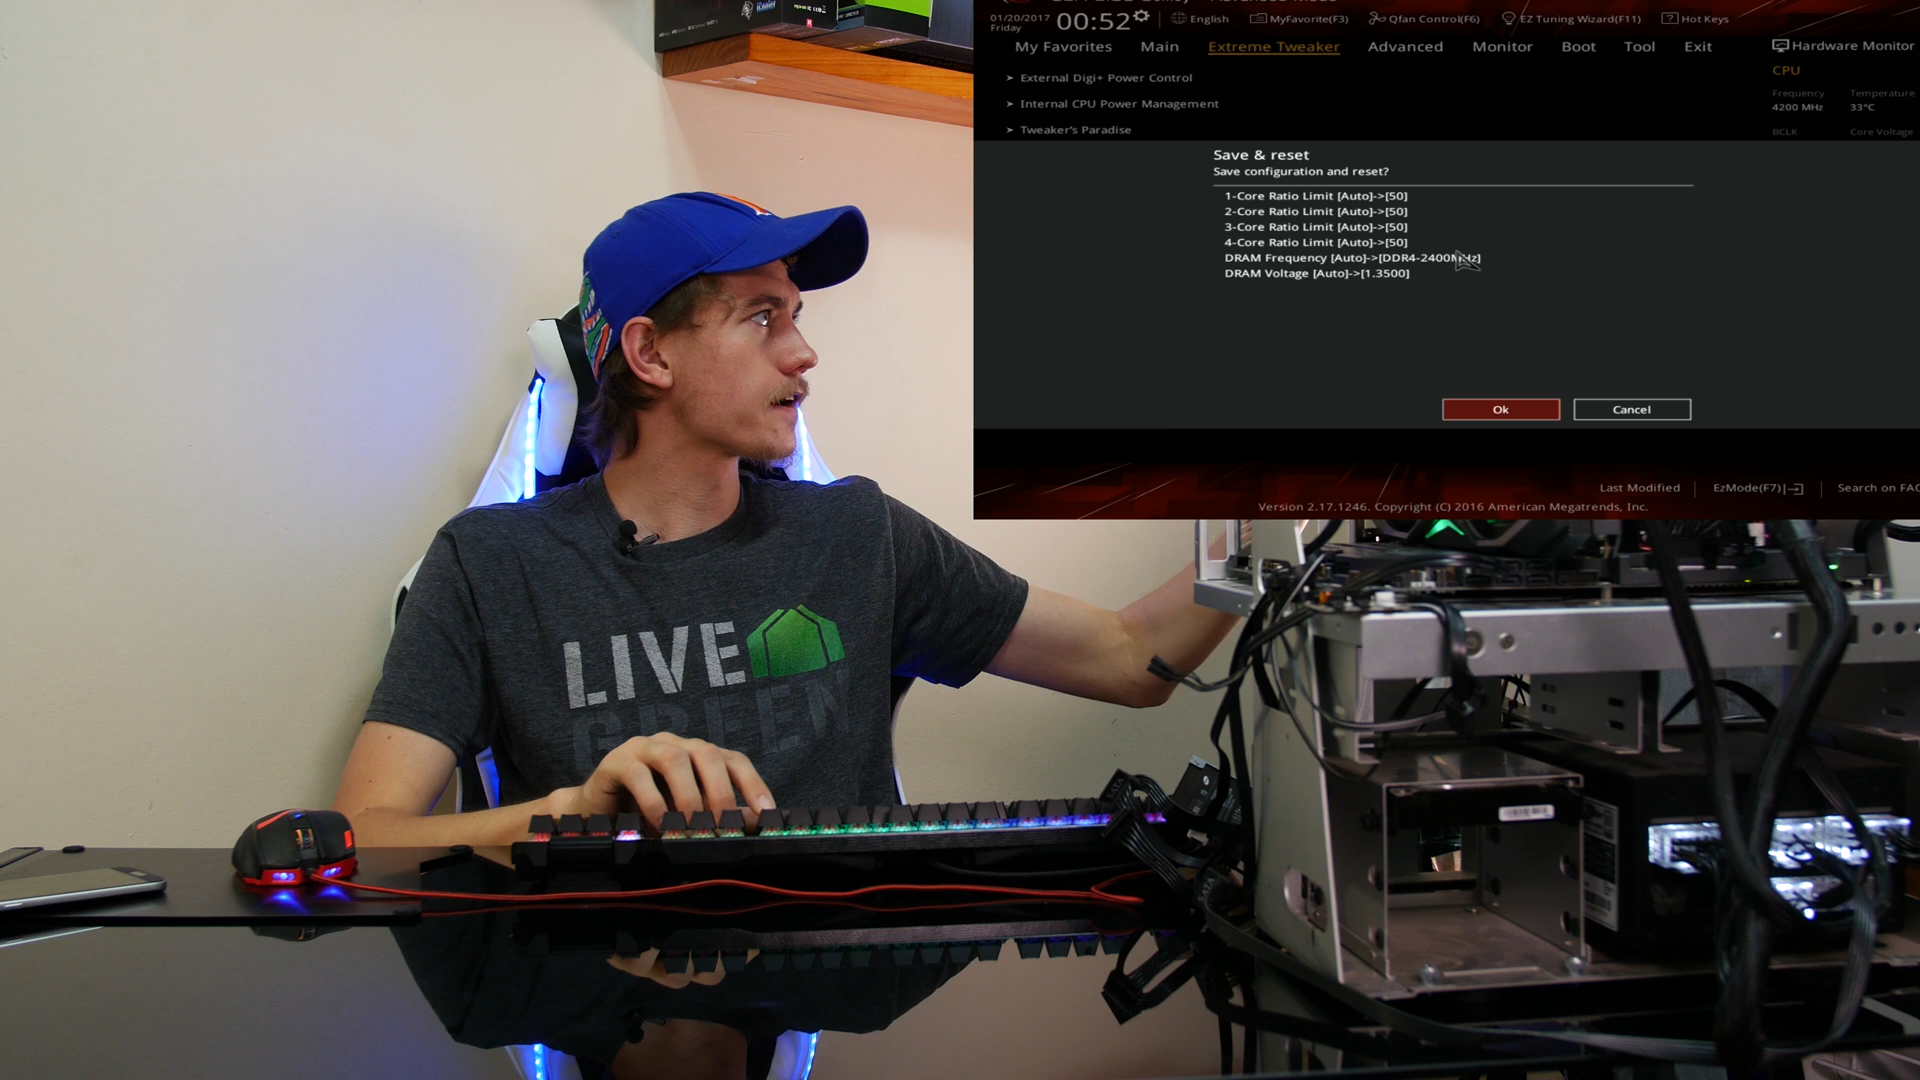 01/20/2017
Friday
00:52
English
MyFavorite(F3)
Qfan Control(F6)
EZ Tuning Wizard(F11)
Hot Keys
My Favorites
Main
Extreme Tweaker
Advanced
Monitor
Boot
Tool
Exit
Hardware Monitor
External Digi+ Power Control
Internal CPU Power Management
Tweaker's Paradise
CPU
Frequency
Temperature
4200 MHz
33°C
BCLK
Core Voltage
Save & reset
Save configuration and reset?
1-Core Ratio Limit [Auto]->[50]
2-Core Ratio Limit [Auto]->[50]
3-Core Ratio Limit [Auto]->[50]
4-Core Ratio Limit [Auto]->[50]
DRAM Frequency [Auto]->[DDR4-2400MHz]
DRAM Voltage [Auto]->[1.3500]
Ok
Cancel
Last Modified
EzMode(F7)
Search on FAQ
Version 2.17.1246. Copyright (C) 2016 American Megatrends, Inc.
LIVE
GREEN